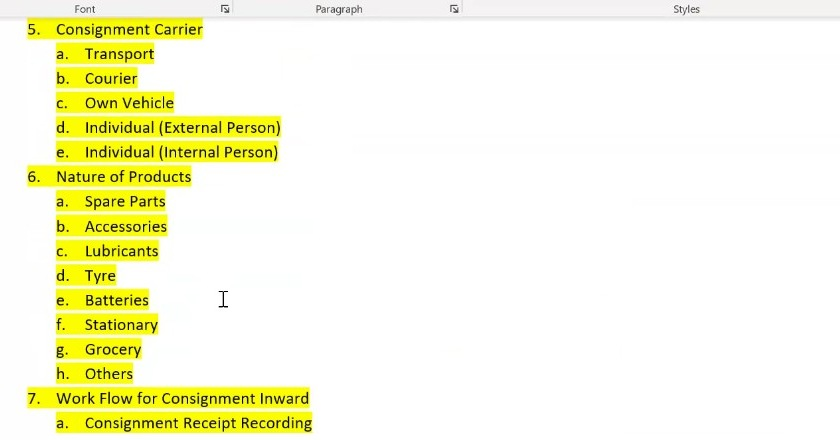 Font Paragraph Styles
5. Consignment Carrier
a. Transport
b. Courier
c. Own Vehicle
d. Individual (External Person)
e. Individual (Internal Person)
6. Nature of Products
a. Spare Parts
b. Accessories
c. Lubricants
d. Tyre
e. Batteries
f. Stationary
g. Grocery
h. Others
7. Work Flow for Consignment Inward
a. Consignment Receipt Recording